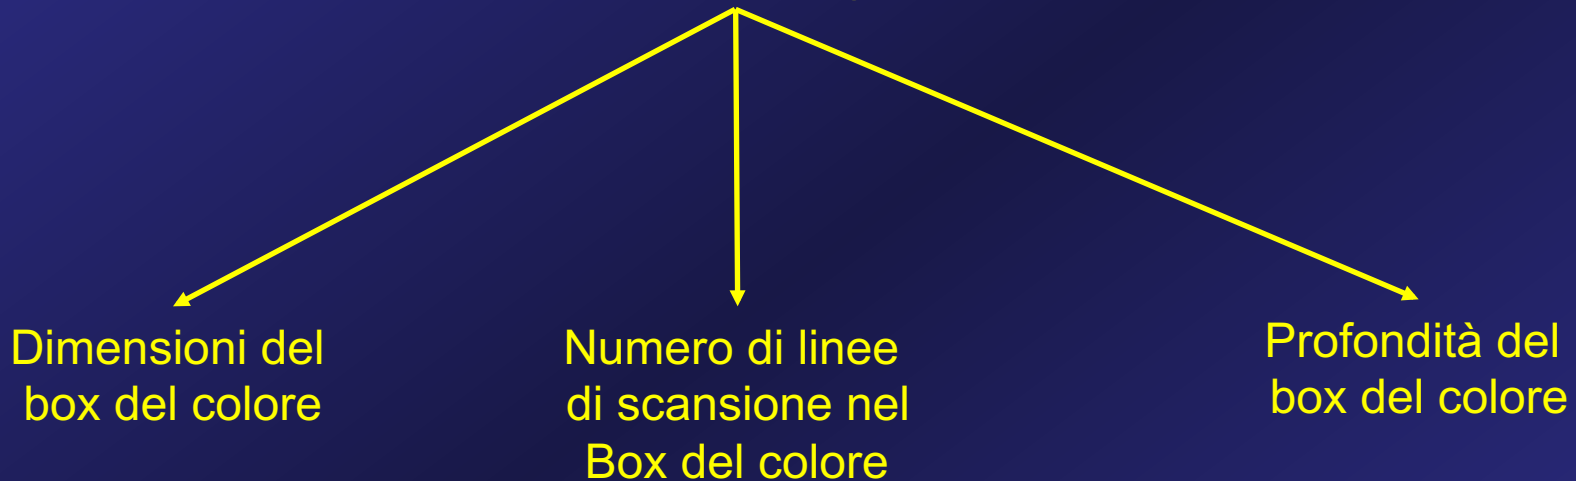 Dimensioni del
box del colore
Numero di linee
di scansione nel
Box del colore
Profondità del
box del colore